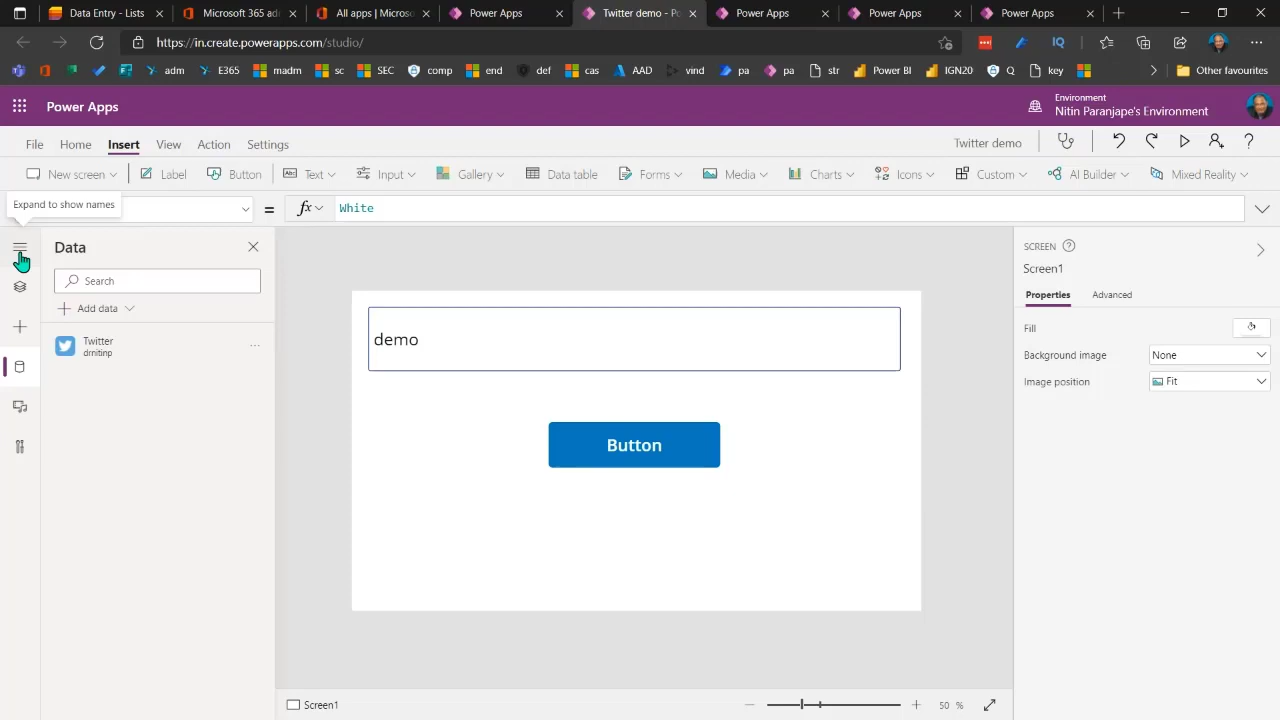 Data Entry - Lists
Microsoft 365 adm
All apps | Micros
Power Apps
Twitter demo - Po
Power Apps
Power Apps
Power Apps
https://in.create.powerapps.com/studio/
IQ
adm
E365
madm
sc
SEC
comp
end
def
cas
AAD
vind
pa
pa
str
Power BI
IGN20
Q
key
Other favourites
Power Apps
Environment
Nitin Paranjape's Environment
File
Home
Insert
View
Action
Settings
Twitter demo
New screen
Label
Button
Text
Input
Gallery
Data table
Forms
Media
Charts
Icons
Custom
AI Builder
Mixed Reality
Expand to show names
=
fx
White
Data
Search
Add data
Twitter
drnitinp
demo
Button
SCREEN
Screen1
Properties
Advanced
Fill
Background image
None
Image position
Fit
Screen1
50 %